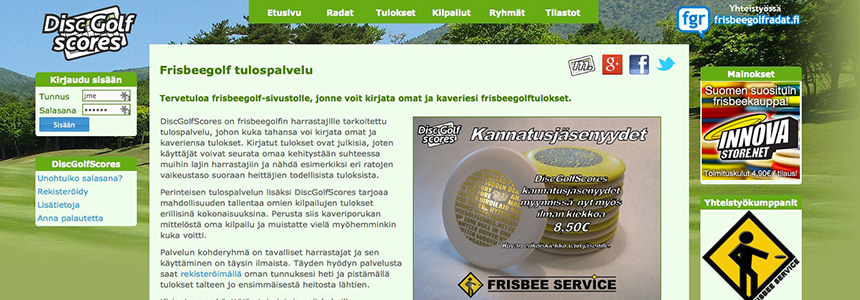 Disc Golf
scores
Etusivu Radat Tulokset Kilpailut Ryhmät Tilastot
Yhteistyössä
fgr frisbeegolfradat.fi
Kirjaudu sisään
Tunnus jme
Salasana ••••••
Sisään
DiscGolfScores
Unohtuiko salasana?
Rekisteröidy
Lisätietoja
Anna palautetta
Frisbeegolf tulospalvelu
Tervetuloa frisbeegolf-sivustolle, jonne voit kirjata omat ja kaveriesi frisbeegolftulokset.
DiscGolfScores on frisbeegolfin harrastajille tarkoitettu
tulospalvelu, johon kuka tahansa voi kirjata omat ja
kaveriensa tulokset. Kirjatut tulokset ovat julkisia, joten
käyttäjät voivat seurata omaa kehitystään suhteessa
muihin lajin harrastajiin ja nähdä esimerkiksi eri ratojen
vaikeustaso suoraan heittäjien todellisista tuloksista.
Perinteisen tulospalvelun lisäksi DiscGolfScores tarjoaa
mahdollisuuden tallentaa omien kilpailujen tulokset
erillisinä kokonaisuuksina. Perusta siis kaveriporukan
mittelöstä oma kilpailu ja muistatte vielä myöhemminkin
kuka voitti.
Palvelun kohderyhmä on tavalliset harrastajat ja sen
käyttäminen on täysin ilmaista. Täyden hyödyn palvelusta
saat rekisteröimällä oman tunnuksesi heti ja pistämällä
tulokset talteen jo ensimmäisestä heitosta lähtien.
Disc Golf
scores
Kannatusjäsenyydet
DiscGolfScores
kannatusjäsenyydet
myynnissä nyt myös
ilman kiekkoa
8,50€
Kuvan erikoiskiekko vain jäsenille.
FRISBEE SERVICE
Mainokset
Suomen suosituin
frisbeekauppa!
INNOVA
STORE.NET
Toimituskulut 4,90€ / tilaus!
Yhteistyökumppanit
FRISBEE SERVICE